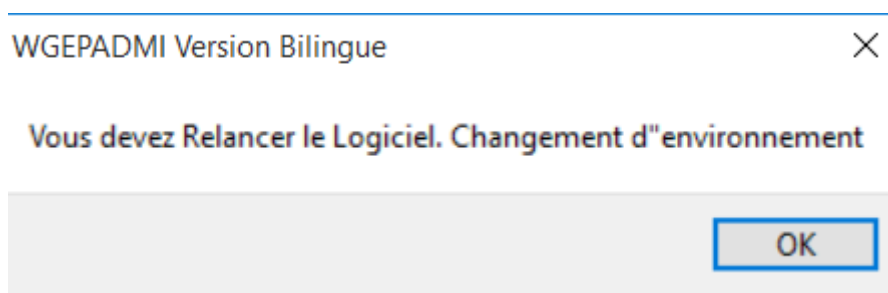 WGEPADMI Version Bilingue
Vous devez Relancer le Logiciel. Changement d"environnement
OK